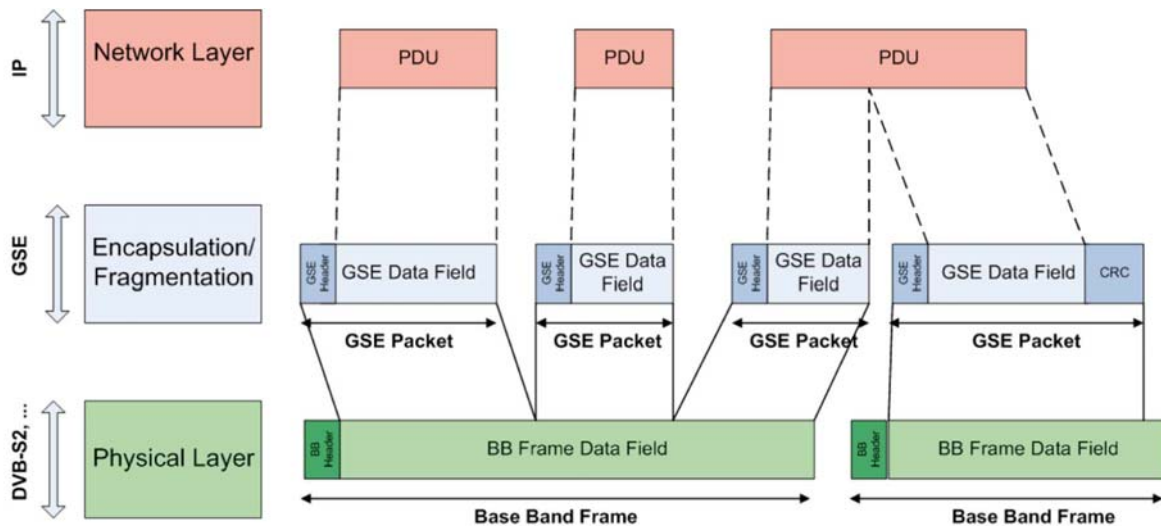 IP
Network Layer
PDU
PDU
PDU
GSE
Encapsulation/
Fragmentation
GSE
Header
GSE Data Field
GSE
Header
GSE Data
Field
GSE
Header
GSE Data
Field
GSE
Header
GSE Data Field
CRC
GSE Packet
GSE Packet
GSE Packet
GSE Packet
DVB-S2, ...
Physical Layer
BB
Header
BB Frame Data Field
BB
Header
BB Frame Data Field
Base Band Frame
Base Band Frame